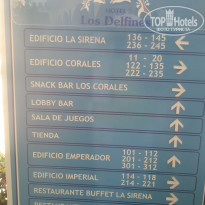 TOP HOTELS
HOTEL
Los Delfines
EDIFICIO LA SIRENA 136 - 145
236 - 245
EDIFICIO CORALES 11 - 20
122 - 135
222 - 235
SNACK BAR LOS CORALES
LOBBY BAR
SALA DE JUEGOS
TIENDA
EDIFICIO EMPERADOR 101 - 112
201 - 212
301 - 312
EDIFICIO IMPERIAL 114 - 118
214 - 221
RESTAURANTE BUFFET LA SIRENA